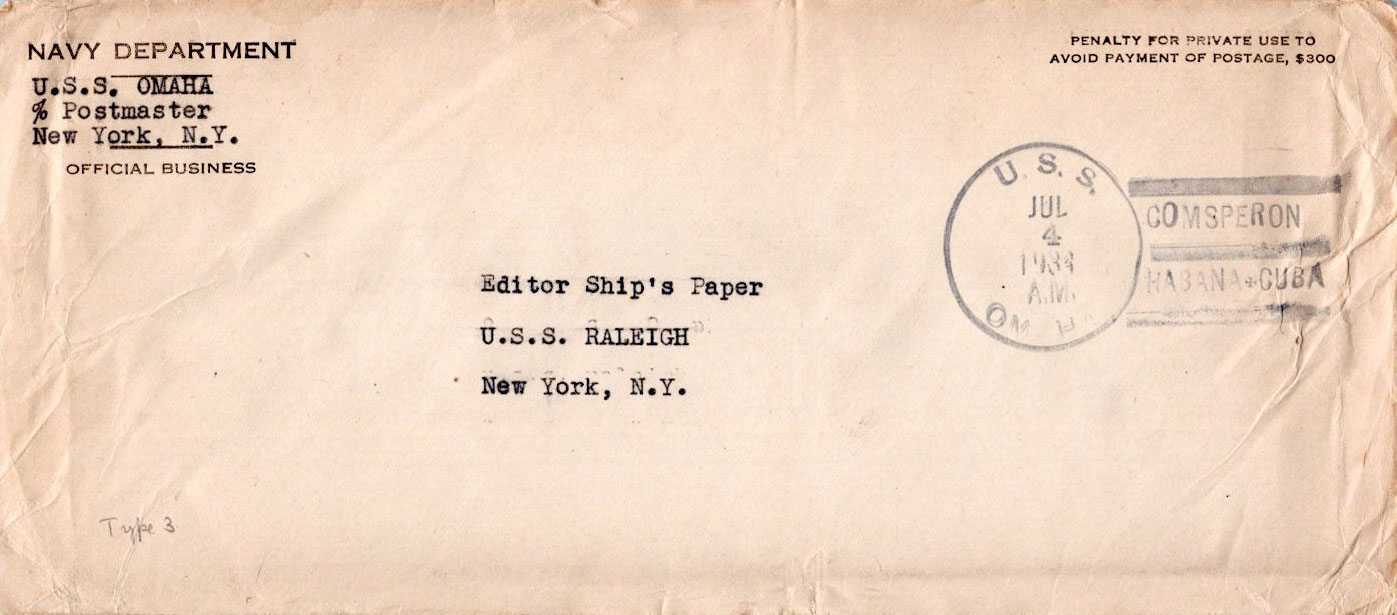 NAVY DEPARTMENT
U.S.S. OMAHA
% Postmaster
New York, N.Y.
OFFICIAL BUSINESS
PENALTY FOR PRIVATE USE TO
AVOID PAYMENT OF POSTAGE, $300
U.S.S.
JUL
4
A.M.
COMSPERON
HABANA CUBA
Editor Ship's Paper
U.S.S. RALEIGH
New York, N.Y.
Type 3